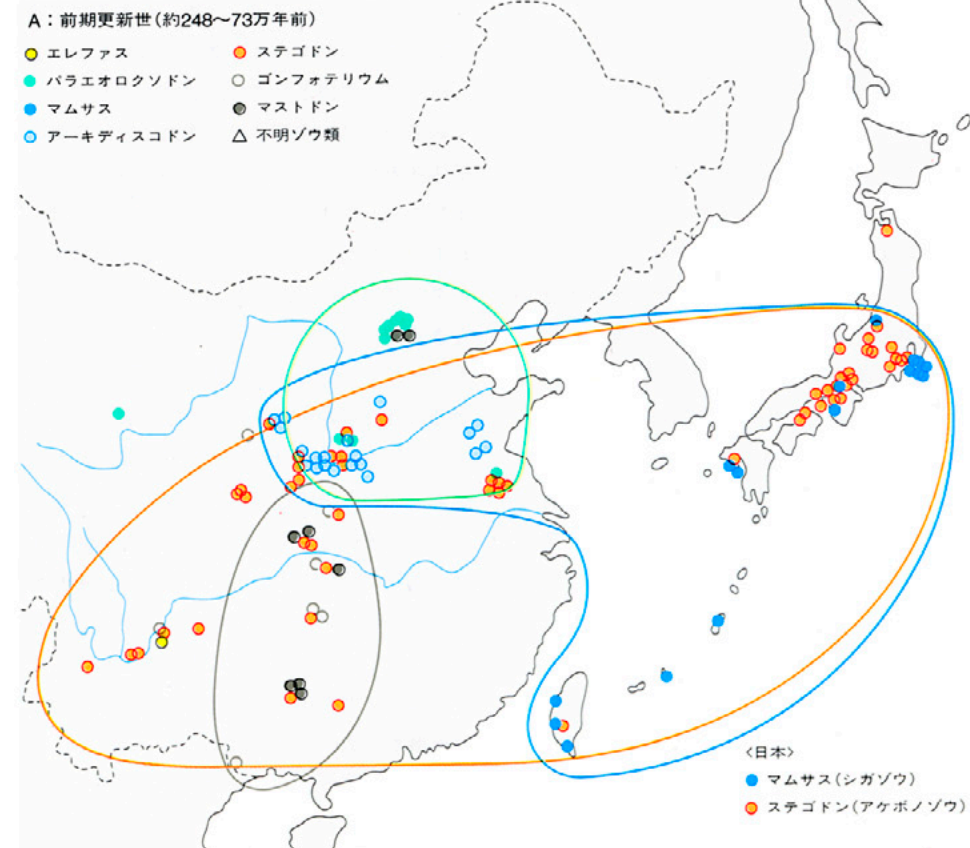 A：前期更新世(約248〜73万年前)
エレファス
ステゴドン
パラエオロクソドン
ゴンフォテリウム
マムサス
マストドン
アーキディスコドン
不明ゾウ類
〈日本〉
マムサス(シガゾウ)
ステゴドン(アケボノゾウ)